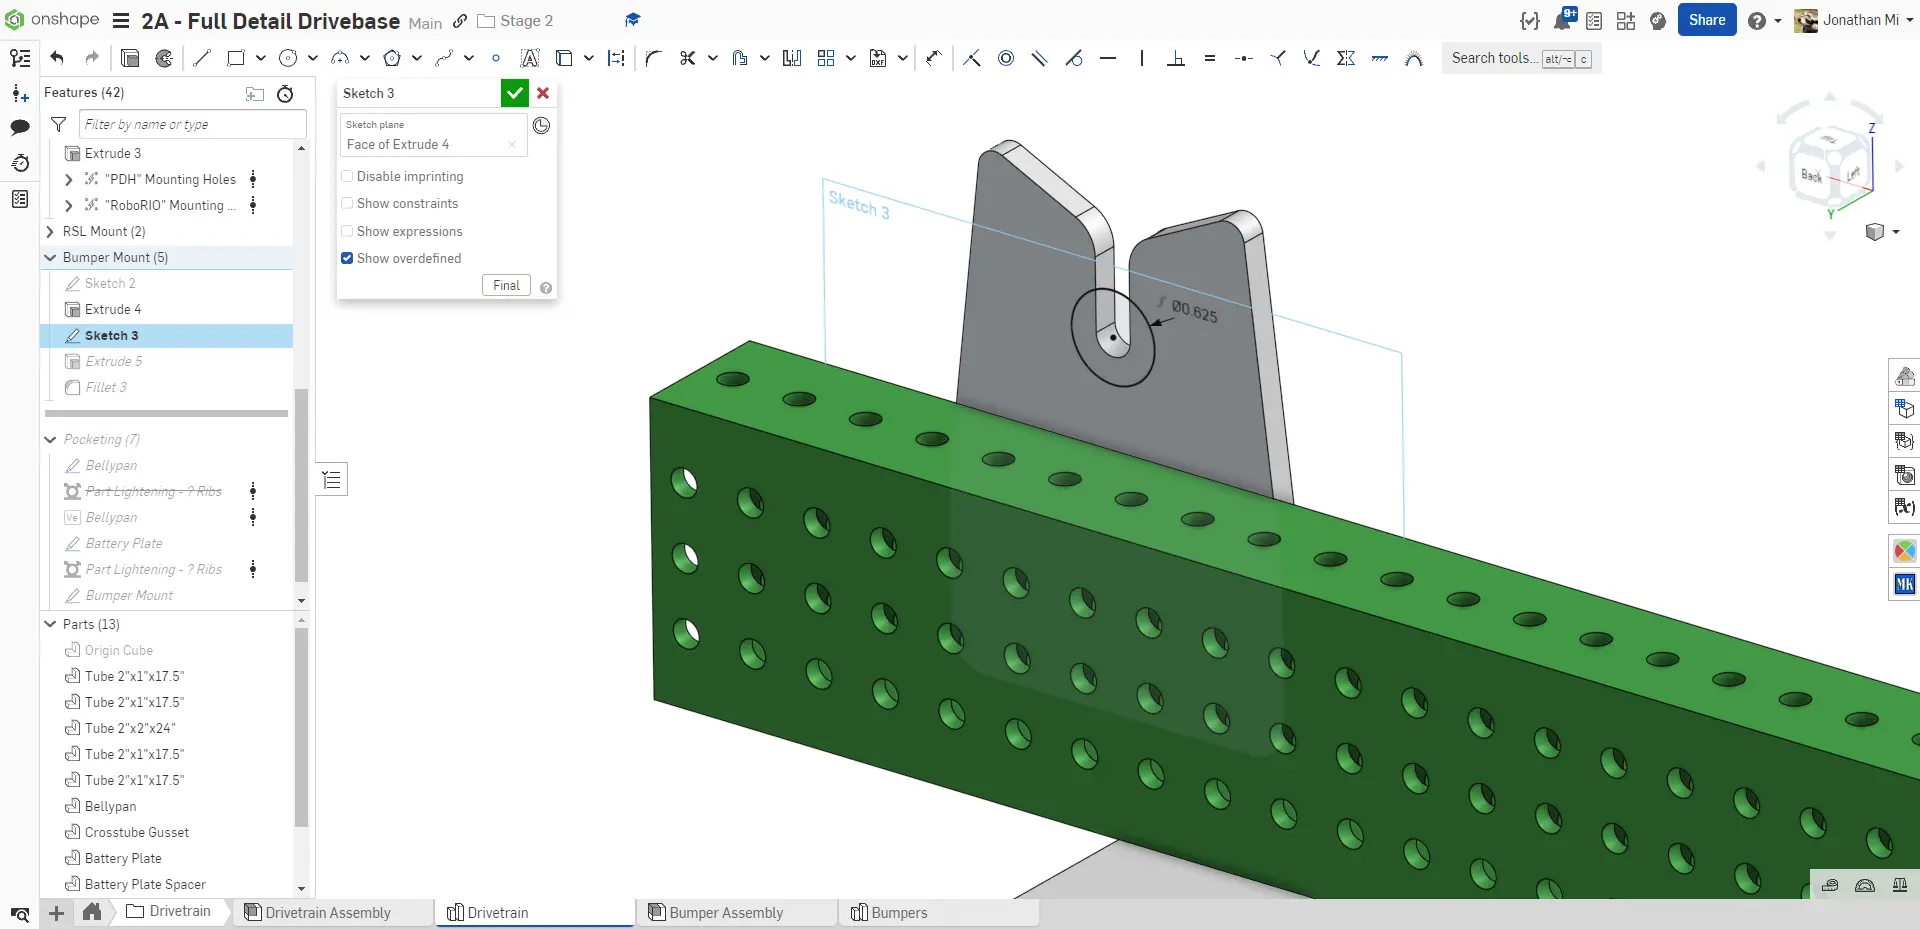 onshape 2A - Full Detail Drivebase Main Stage 2
9+ Share Jonathan Mi
Search tools... alt/⌥ c
Features (42)
Filter by name or type
Extrude 3
"PDH" Mounting Holes
"RoboRIO" Mounting ...
RSL Mount (2)
Bumper Mount (5)
Sketch 2
Extrude 4
Sketch 3
Extrude 5
Fillet 3
Pocketing (7)
Bellypan
Part Lightening - ? Ribs
Ve Bellypan
Battery Plate
Part Lightening - ? Ribs
Bumper Mount
Parts (13)
Origin Cube
Tube 2"x1"x17.5"
Tube 2"x1"x17.5"
Tube 2"x2"x24"
Tube 2"x1"x17.5"
Tube 2"x1"x17.5"
Bellypan
Crosstube Gusset
Battery Plate
Battery Plate Spacer
Sketch 3
Sketch plane
Face of Extrude 4
Disable imprinting
Show constraints
Show expressions
Show overdefined
Final
Sketch 3
Ø0.625
Z
Back Left
Y
MK
Drivetrain Drivetrain Assembly Drivetrain Bumper Assembly Bumpers